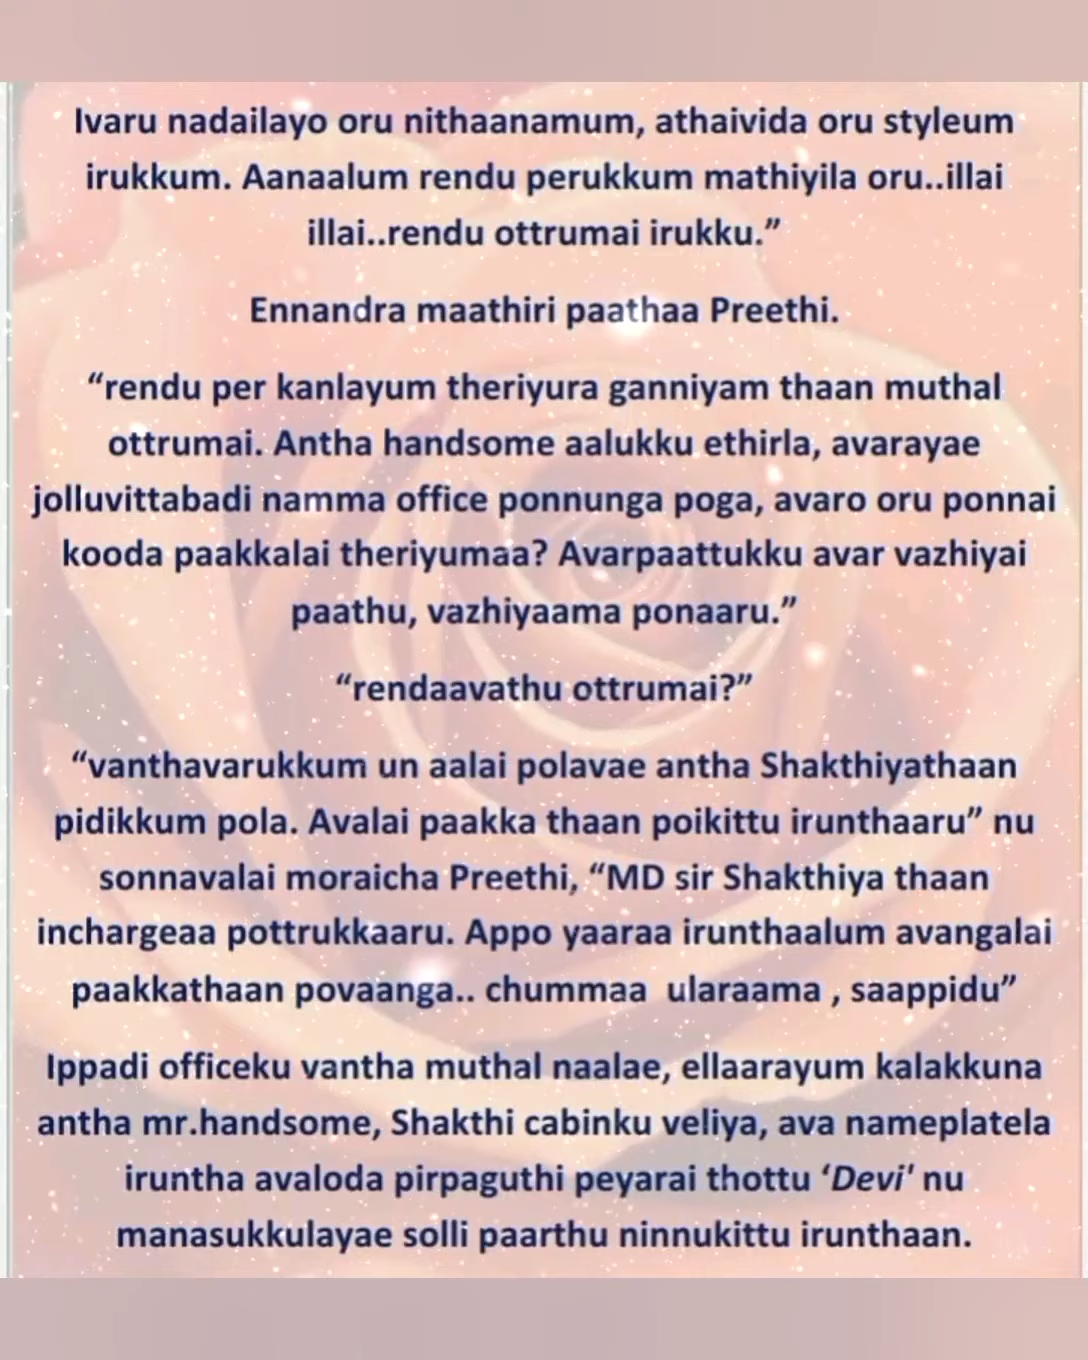 Ivaru nadailayo oru nithaanamum, athaivida oru styleum
irukkum. Aanaalum rendu perukkum mathiyila oru..illai
illai..rendu ottrumai irukku.”
Ennandra maathiri paathaa Preethi.
“rendu per kanlayum theriyura ganniyam thaan muthal
ottrumai. Antha handsome aalukku ethirla, avarayae
jolluvittabadi namma office ponnunga poga, avaro oru ponnai
kooda paakkalai theriyumaa? Avarpaattukku avar vazhiyai
paathu, vazhiyaama ponaaru.”
“rendaavathu ottrumai?”
“vanthavarukkum un aalai polavae antha Shakthiyathaan
pidikkum pola. Avalai paakka thaan poikittu irunthaaru” nu
sonnavalai moraicha Preethi, “MD sir Shakthiya thaan
inchargeaa pottrukkaaru. Appo yaaraa irunthaalum avangalai
paakkathaan povaanga.. chummaa  ularaama , saappidu”
Ippadi officeku vantha muthal naalae, ellaarayum kalakkuna
antha mr.handsome, Shakthi cabinku veliya, ava nameplatela
iruntha avaloda pirpaguthi peyarai thottu ‘Devi’ nu
manasukkulayae solli paarthu ninnukittu irunthaan.